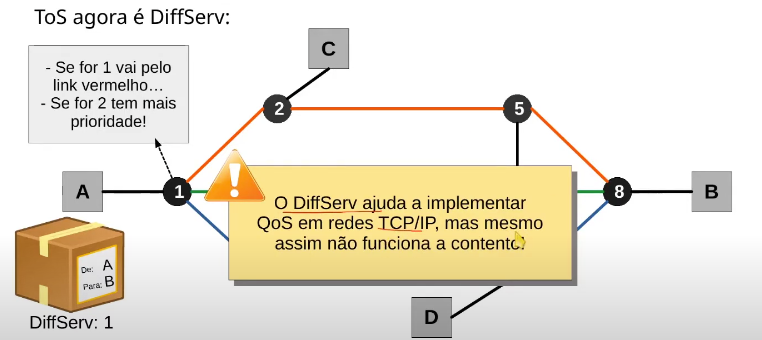 ToS agora é DiffServ:
- Se for 1 vai pelo
link vermelho…
- Se for 2 tem mais
prioridade!
C
2
5
A
1
8
B
O DiffServ ajuda a implementar
QoS em redes TCP/IP, mas mesmo
assim não funciona a contento!
De: A
Para: B
DiffServ: 1
D